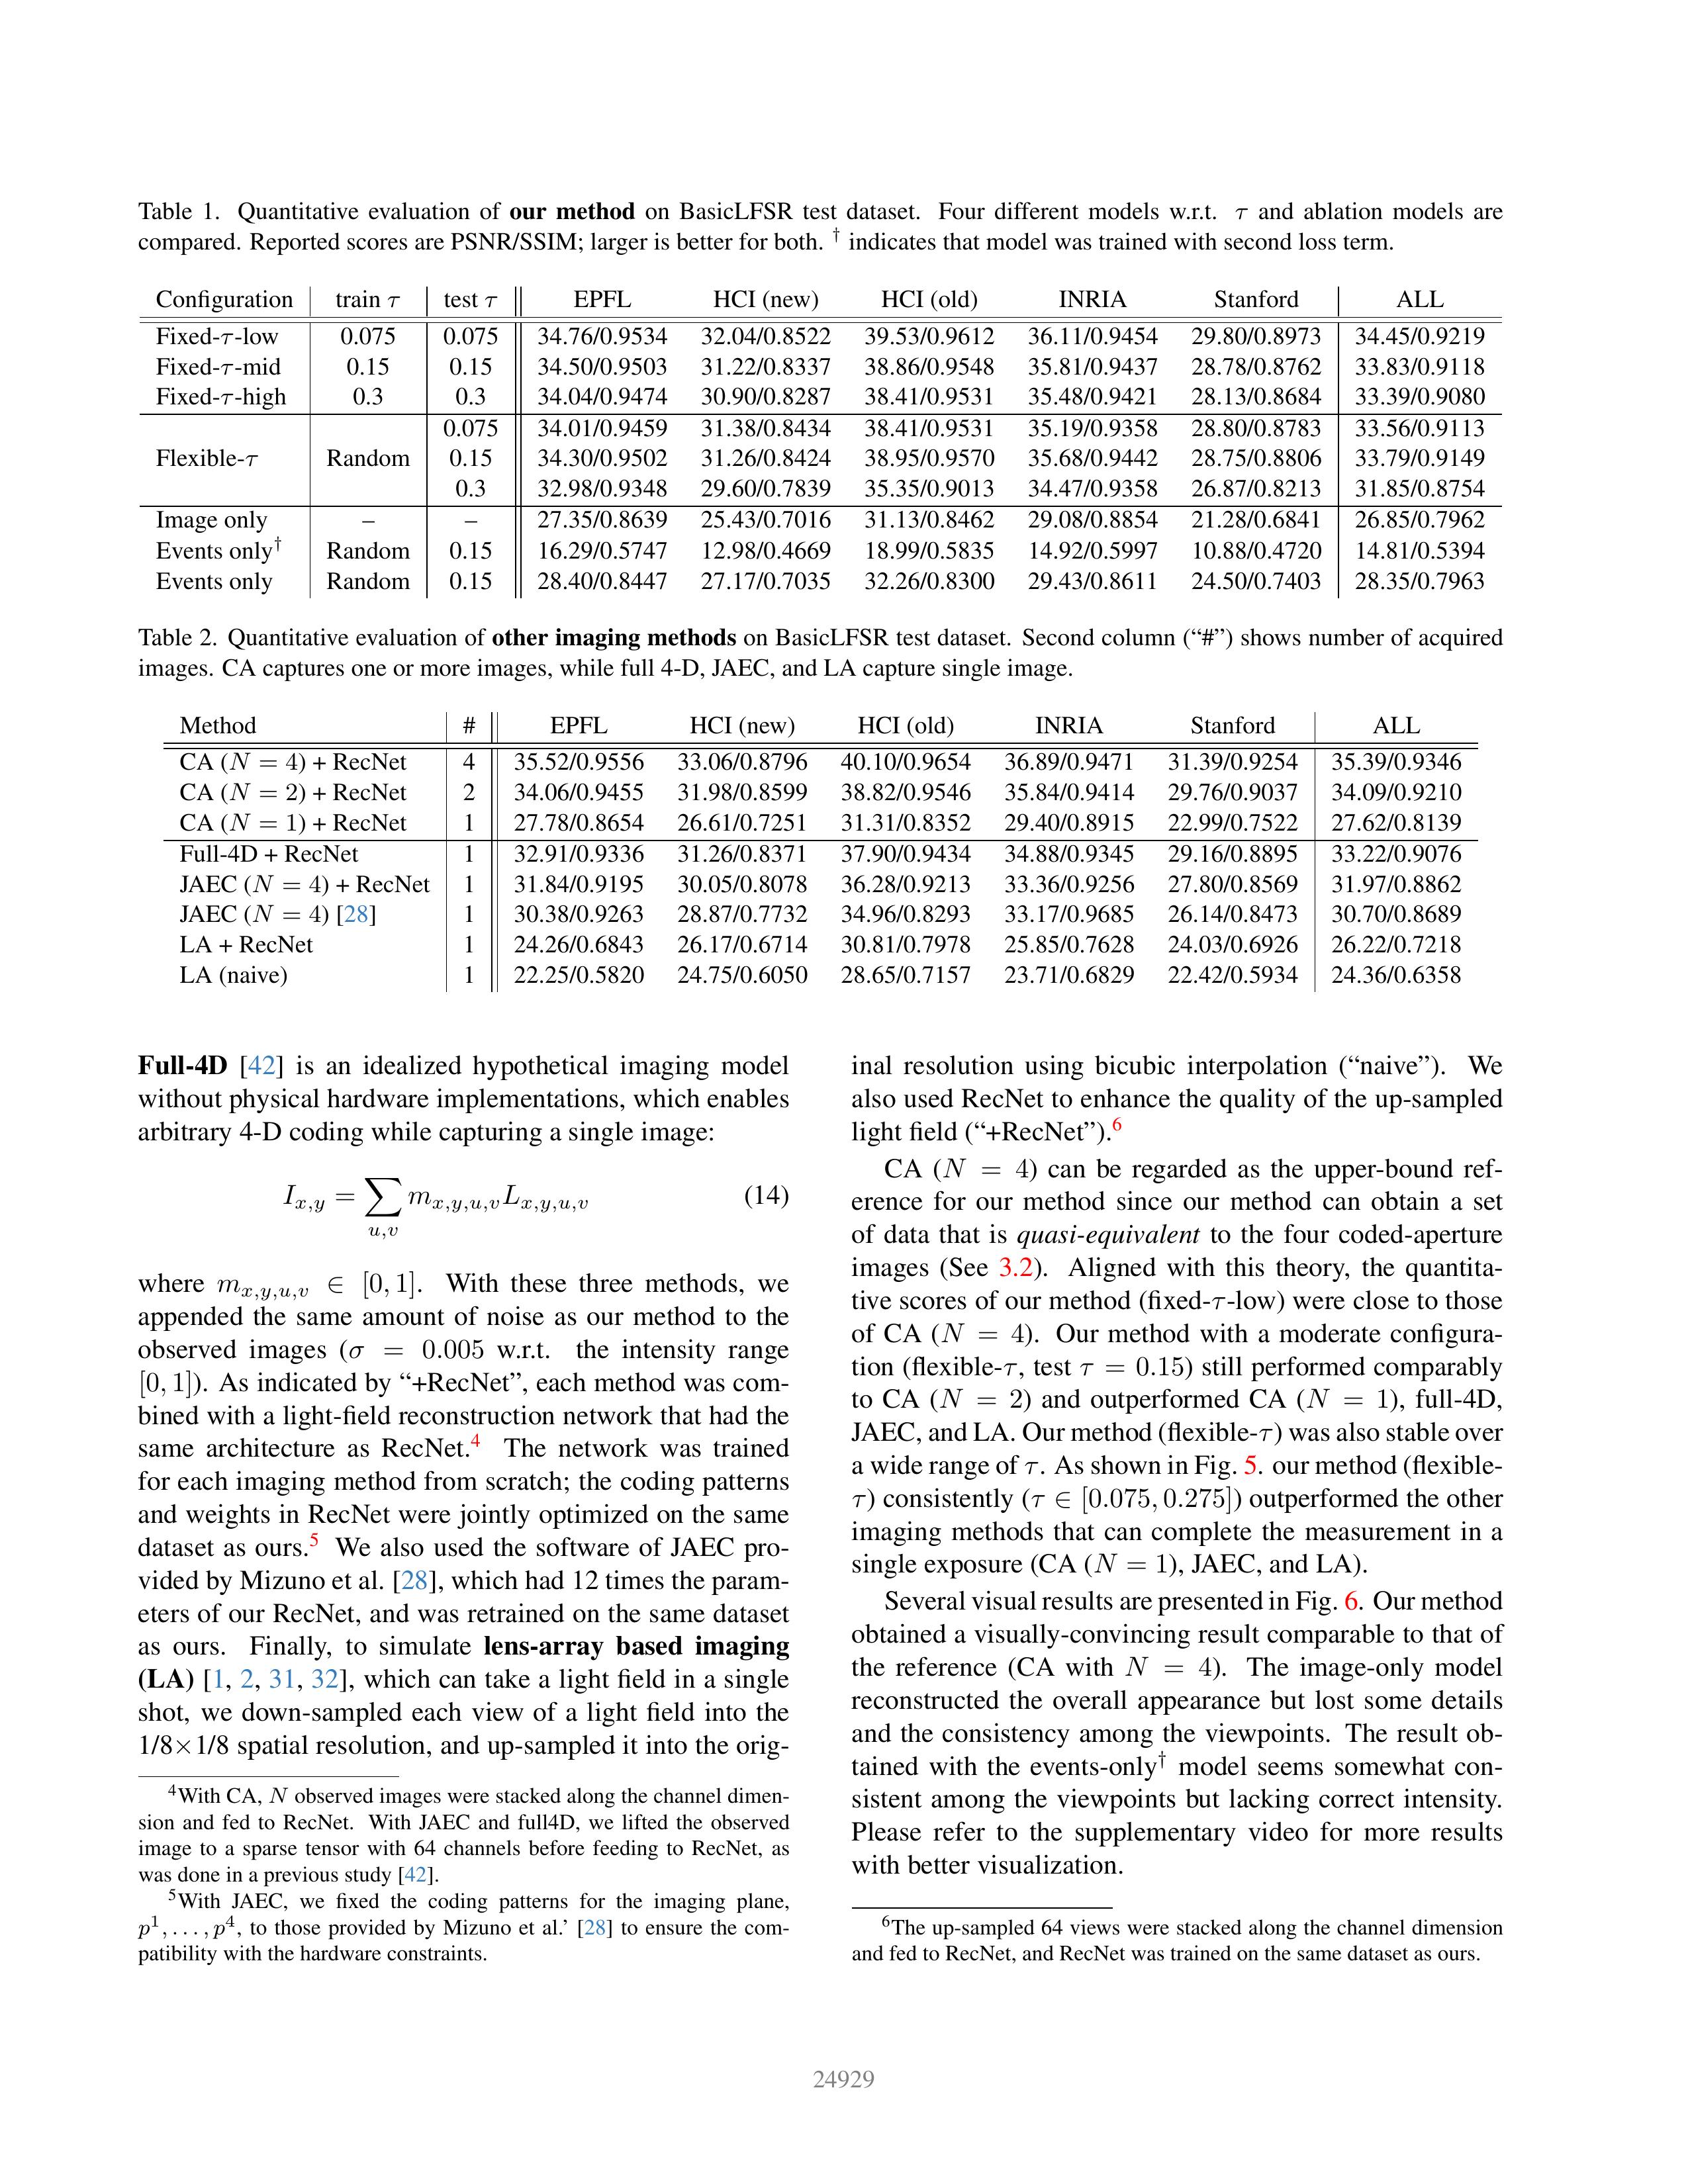 Table 1. Quantitative evaluation of our method on BasicLFSR test dataset. Four different models w.r.t. τ and ablation models are
compared. Reported scores are PSNR/SSIM; larger is better for both. † indicates that model was trained with second loss term.
Configuration train τ test τ EPFL HCI (new) HCI (old) INRIA Stanford ALL
Fixed-τ-low 0.075 0.075 34.76/0.9534 32.04/0.8522 39.53/0.9612 36.11/0.9454 29.80/0.8973 34.45/0.9219
Fixed-τ-mid 0.15 0.15 34.50/0.9503 31.22/0.8337 38.86/0.9548 35.81/0.9437 28.78/0.8762 33.83/0.9118
Fixed-τ-high 0.3 0.3 34.04/0.9474 30.90/0.8287 38.41/0.9531 35.48/0.9421 28.13/0.8684 33.39/0.9080
0.075 34.01/0.9459 31.38/0.8434 38.41/0.9531 35.19/0.9358 28.80/0.8783 33.56/0.9113
Flexible-τ Random 0.15 34.30/0.9502 31.26/0.8424 38.95/0.9570 35.68/0.9442 28.75/0.8806 33.79/0.9149
0.3 32.98/0.9348 29.60/0.7839 35.35/0.9013 34.47/0.9358 26.87/0.8213 31.85/0.8754
Image only – – 27.35/0.8639 25.43/0.7016 31.13/0.8462 29.08/0.8854 21.28/0.6841 26.85/0.7962
Events only† Random 0.15 16.29/0.5747 12.98/0.4669 18.99/0.5835 14.92/0.5997 10.88/0.4720 14.81/0.5394
Events only Random 0.15 28.40/0.8447 27.17/0.7035 32.26/0.8300 29.43/0.8611 24.50/0.7403 28.35/0.7963
Table 2. Quantitative evaluation of other imaging methods on BasicLFSR test dataset. Second column (“#”) shows number of acquired
images. CA captures one or more images, while full 4-D, JAEC, and LA capture single image.
Method # EPFL HCI (new) HCI (old) INRIA Stanford ALL
CA (N = 4) + RecNet 4 35.52/0.9556 33.06/0.8796 40.10/0.9654 36.89/0.9471 31.39/0.9254 35.39/0.9346
CA (N = 2) + RecNet 2 34.06/0.9455 31.98/0.8599 38.82/0.9546 35.84/0.9414 29.76/0.9037 34.09/0.9210
CA (N = 1) + RecNet 1 27.78/0.8654 26.61/0.7251 31.31/0.8352 29.40/0.8915 22.99/0.7522 27.62/0.8139
Full-4D + RecNet 1 32.91/0.9336 31.26/0.8371 37.90/0.9434 34.88/0.9345 29.16/0.8895 33.22/0.9076
JAEC (N = 4) + RecNet 1 31.84/0.9195 30.05/0.8078 36.28/0.9213 33.36/0.9256 27.80/0.8569 31.97/0.8862
JAEC (N = 4) [28] 1 30.38/0.9263 28.87/0.7732 34.96/0.8293 33.17/0.9685 26.14/0.8473 30.70/0.8689
LA + RecNet 1 24.26/0.6843 26.17/0.6714 30.81/0.7978 25.85/0.7628 24.03/0.6926 26.22/0.7218
LA (naive) 1 22.25/0.5820 24.75/0.6050 28.65/0.7157 23.71/0.6829 22.42/0.5934 24.36/0.6358
Full-4D [42] is an idealized hypothetical imaging model
without physical hardware implementations, which enables
arbitrary 4-D coding while capturing a single image:
I_{x,y} = ∑_{u,v} m_{x,y,u,v} L_{x,y,u,v} (14)
where m_{x,y,u,v} ∈ [0, 1]. With these three methods, we
appended the same amount of noise as our method to the
observed images (σ = 0.005 w.r.t. the intensity range
[0, 1]). As indicated by “+RecNet”, each method was com-
bined with a light-field reconstruction network that had the
same architecture as RecNet.4 The network was trained
for each imaging method from scratch; the coding patterns
and weights in RecNet were jointly optimized on the same
dataset as ours.5 We also used the software of JAEC pro-
vided by Mizuno et al. [28], which had 12 times the param-
eters of our RecNet, and was retrained on the same dataset
as ours. Finally, to simulate lens-array based imaging
(LA) [1, 2, 31, 32], which can take a light field in a single
shot, we down-sampled each view of a light field into the
1/8×1/8 spatial resolution, and up-sampled it into the orig-
4With CA, N observed images were stacked along the channel dimen-
sion and fed to RecNet. With JAEC and full4D, we lifted the observed
image to a sparse tensor with 64 channels before feeding to RecNet, as
was done in a previous study [42].
5With JAEC, we fixed the coding patterns for the imaging plane,
p¹, . . . , p⁴, to those provided by Mizuno et al.’ [28] to ensure the com-
patibility with the hardware constraints.
inal resolution using bicubic interpolation (“naive”). We
also used RecNet to enhance the quality of the up-sampled
light field (“+RecNet”).6
CA (N = 4) can be regarded as the upper-bound ref-
erence for our method since our method can obtain a set
of data that is quasi-equivalent to the four coded-aperture
images (See 3.2). Aligned with this theory, the quantita-
tive scores of our method (fixed-τ-low) were close to those
of CA (N = 4). Our method with a moderate configura-
tion (flexible-τ, test τ = 0.15) still performed comparably
to CA (N = 2) and outperformed CA (N = 1), full-4D,
JAEC, and LA. Our method (flexible-τ) was also stable over
a wide range of τ. As shown in Fig. 5. our method (flexible-
τ) consistently (τ ∈ [0.075, 0.275]) outperformed the other
imaging methods that can complete the measurement in a
single exposure (CA (N = 1), JAEC, and LA).
Several visual results are presented in Fig. 6. Our method
obtained a visually-convincing result comparable to that of
the reference (CA with N = 4). The image-only model
reconstructed the overall appearance but lost some details
and the consistency among the viewpoints. The result ob-
tained with the events-only† model seems somewhat con-
sistent among the viewpoints but lacking correct intensity.
Please refer to the supplementary video for more results
with better visualization.
6The up-sampled 64 views were stacked along the channel dimension
and fed to RecNet, and RecNet was trained on the same dataset as ours.
24929